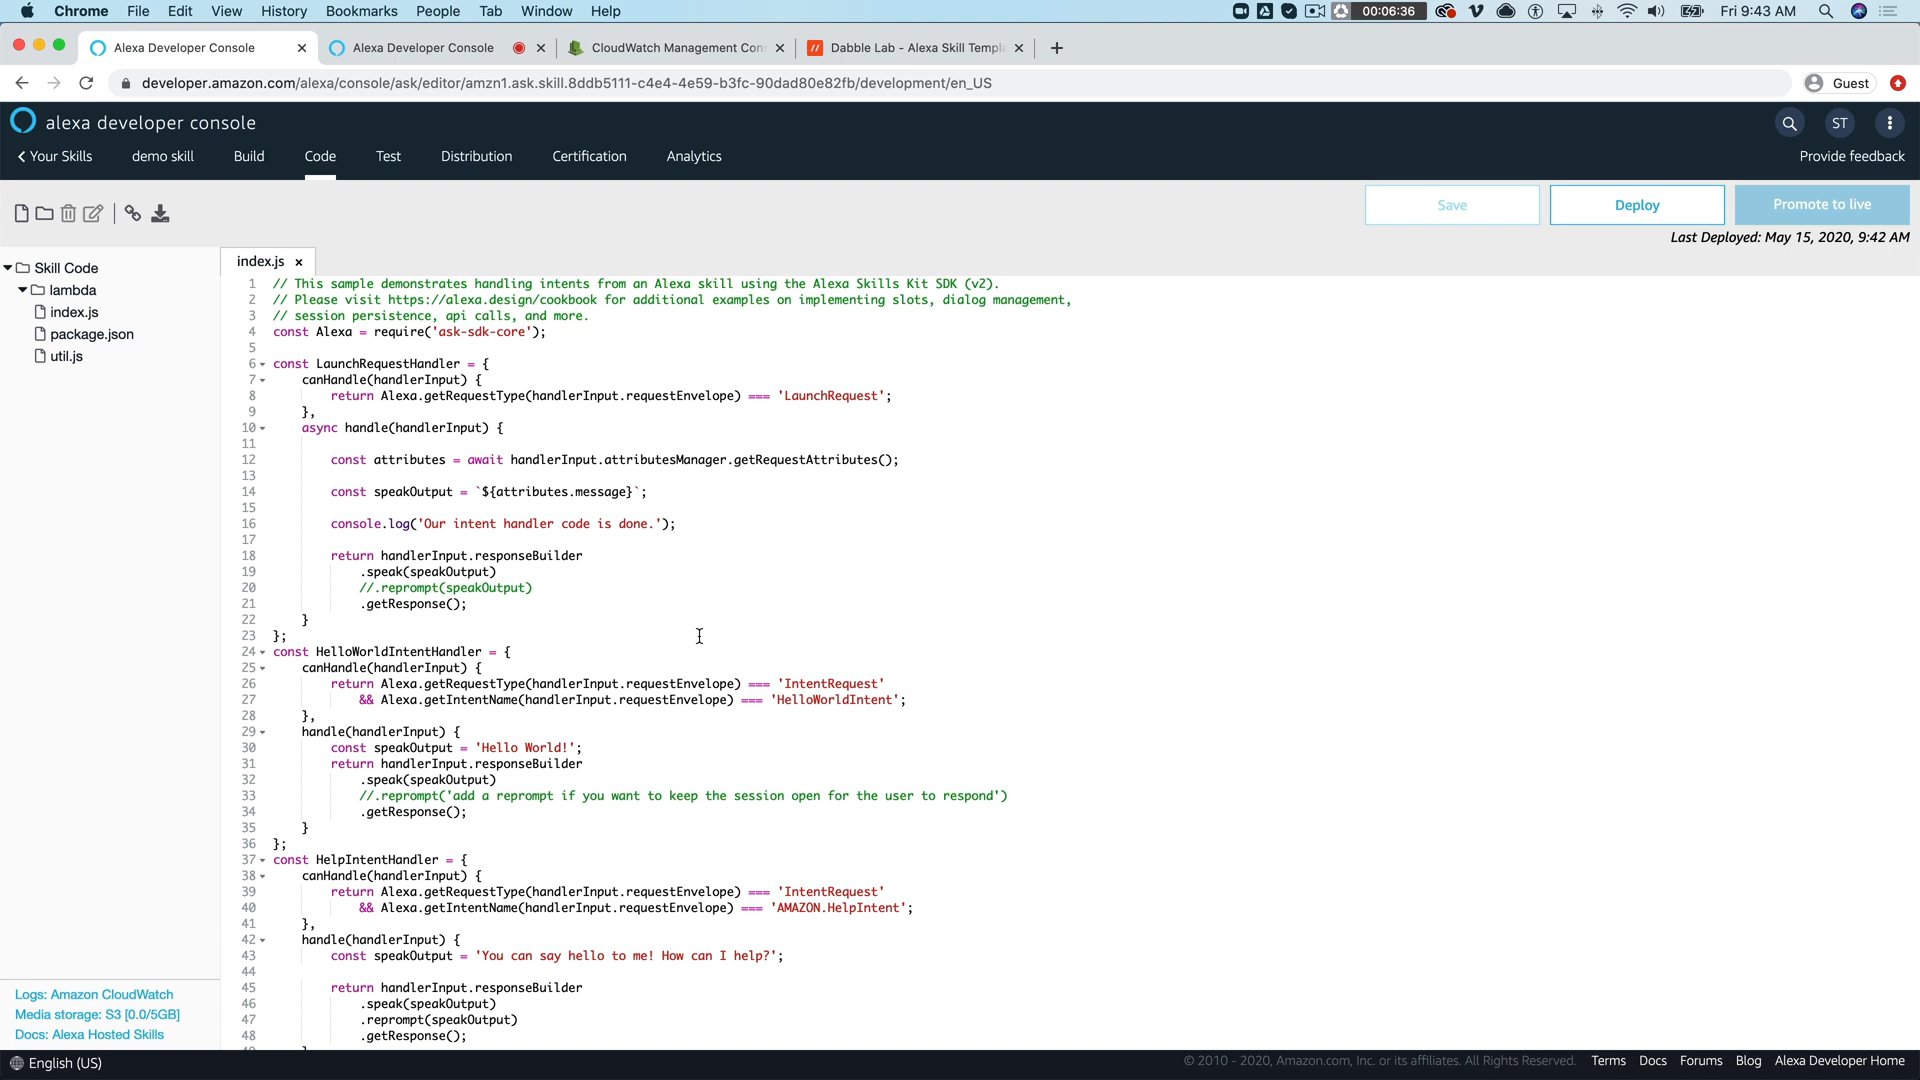 Chrome File Edit View History Bookmarks People Tab Window Help 00:06:36 Fri 9:43 AM
Alexa Developer Console Alexa Developer Console CloudWatch Management Con Dabble Lab - Alexa Skill Templ
developer.amazon.com/alexa/console/ask/editor/amzn1.ask.skill.8ddb5111-c4e4-4e59-b3fc-90dad80e82fb/development/en_US Guest
alexa developer console ST
Your Skills demo skill Build Code Test Distribution Certification Analytics Provide feedback
Save Deploy Promote to live
Last Deployed: May 15, 2020, 9:42 AM
Skill Code
lambda
index.js
package.json
util.js
index.js ×
1 // This sample demonstrates handling intents from an Alexa skill using the Alexa Skills Kit SDK (v2).
2 // Please visit https://alexa.design/cookbook for additional examples on implementing slots, dialog management,
3 // session persistence, api calls, and more.
4 const Alexa = require('ask-sdk-core');
5
6 const LaunchRequestHandler = {
7 canHandle(handlerInput) {
8 return Alexa.getRequestType(handlerInput.requestEnvelope) === 'LaunchRequest';
9 },
10 async handle(handlerInput) {
11
12 const attributes = await handlerInput.attributesManager.getRequestAttributes();
13
14 const speakOutput = `${attributes.message}`;
15
16 console.log('Our intent handler code is done.');
17
18 return handlerInput.responseBuilder
19 .speak(speakOutput)
20 //.reprompt(speakOutput)
21 .getResponse();
22 }
23 };
24 const HelloWorldIntentHandler = {
25 canHandle(handlerInput) {
26 return Alexa.getRequestType(handlerInput.requestEnvelope) === 'IntentRequest'
27 && Alexa.getIntentName(handlerInput.requestEnvelope) === 'HelloWorldIntent';
28 },
29 handle(handlerInput) {
30 const speakOutput = 'Hello World!';
31 return handlerInput.responseBuilder
32 .speak(speakOutput)
33 //.reprompt('add a reprompt if you want to keep the session open for the user to respond')
34 .getResponse();
35 }
36 };
37 const HelpIntentHandler = {
38 canHandle(handlerInput) {
39 return Alexa.getRequestType(handlerInput.requestEnvelope) === 'IntentRequest'
40 && Alexa.getIntentName(handlerInput.requestEnvelope) === 'AMAZON.HelpIntent';
41 },
42 handle(handlerInput) {
43 const speakOutput = 'You can say hello to me! How can I help?';
44
45 return handlerInput.responseBuilder
46 .speak(speakOutput)
47 .reprompt(speakOutput)
48 .getResponse();
Logs: Amazon CloudWatch
Media storage: S3 [0.0/5GB]
Docs: Alexa Hosted Skills
English (US) © 2010 - 2020, Amazon.com, Inc. or its affiliates. All Rights Reserved. Terms Docs Forums Blog Alexa Developer Home